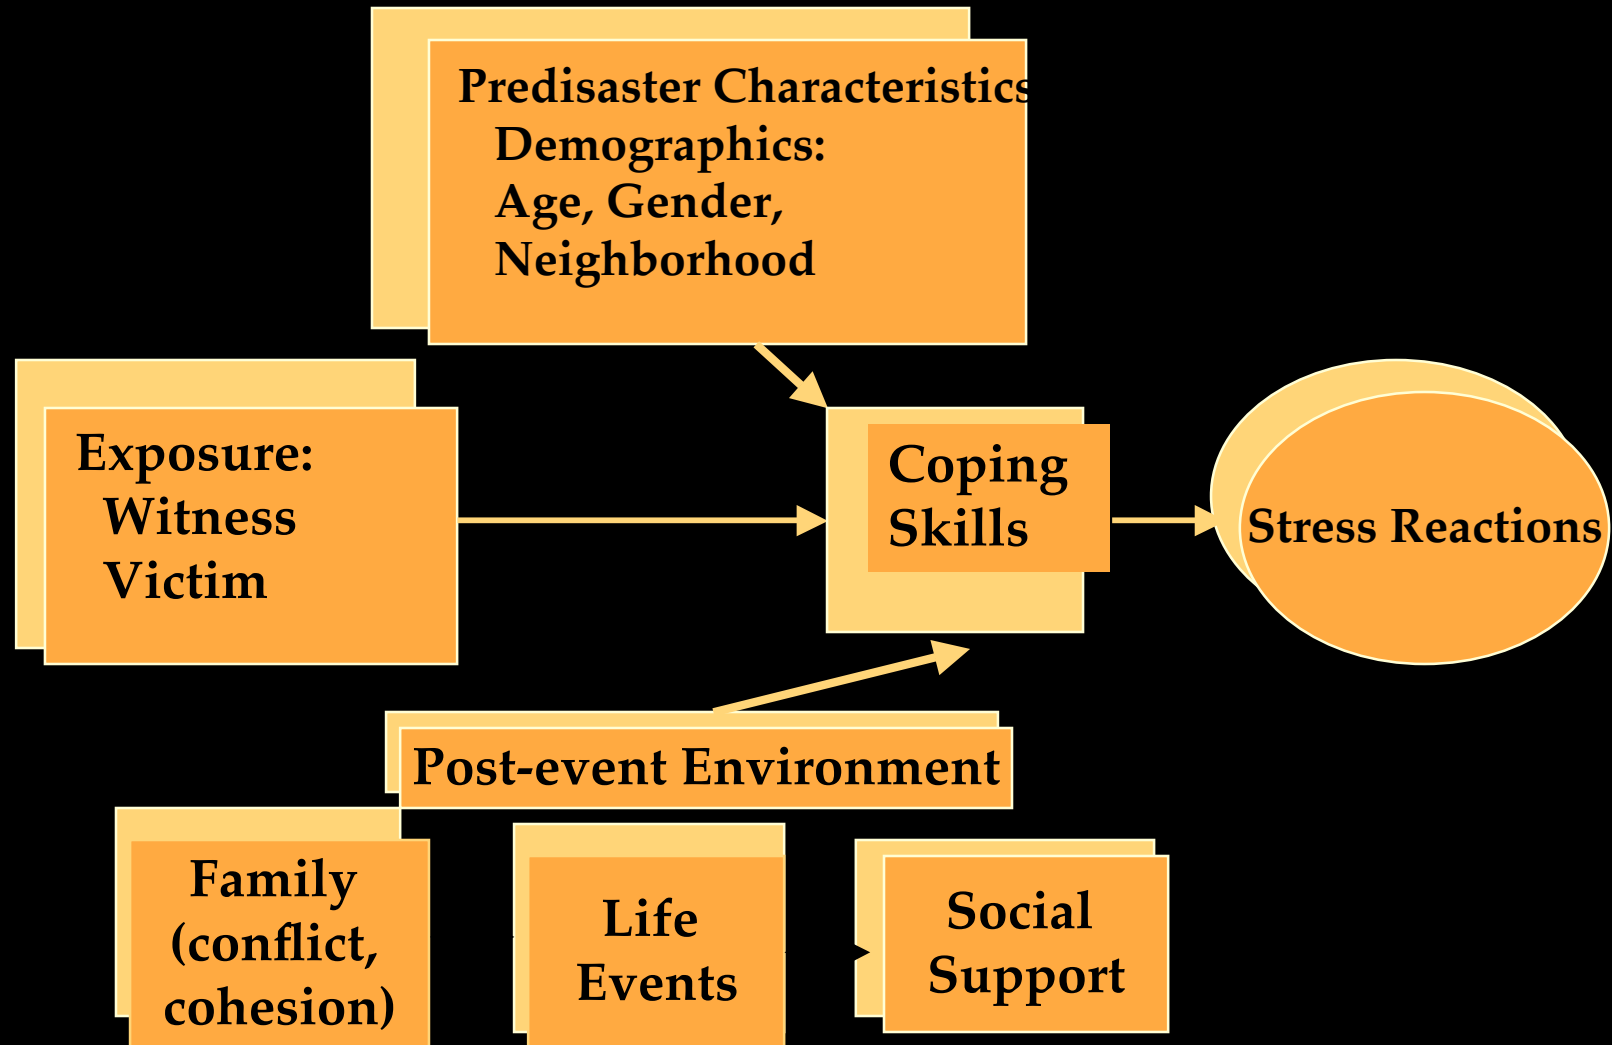 Predisaster Characteristics
Demographics:
Age, Gender,
Neighborhood
Exposure:
Witness
Victim
Coping
Skills
Stress Reactions
Post-event Environment
Family
(conflict,
cohesion)
Life
Events
Social
Support